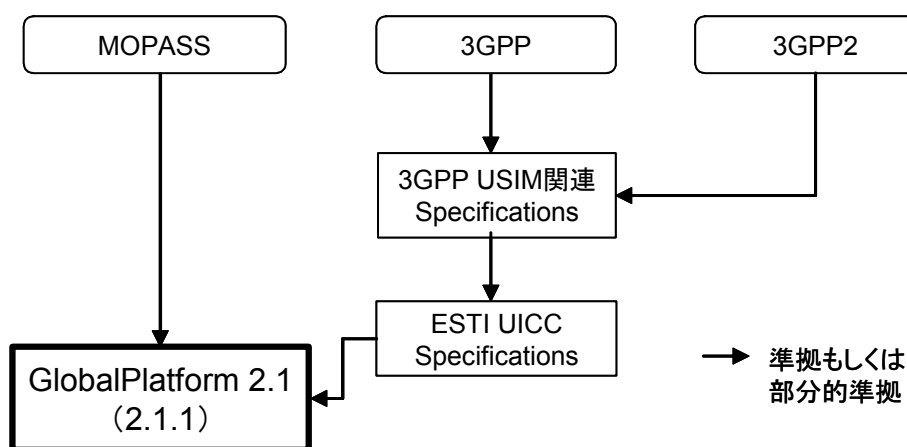 MOPASS
3GPP
3GPP2
3GPP USIM関連
Specifications
ESTI UICC
Specifications
GlobalPlatform 2.1
（2.1.1）
準拠もしくは
部分的準拠